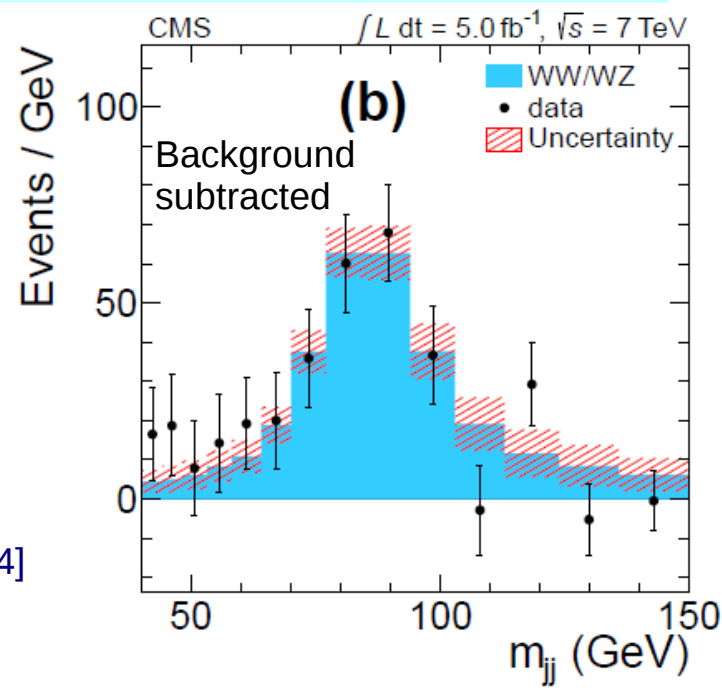 CMS ∫ L dt = 5.0 fb⁻¹, √s = 7 TeV
(b)
WW/WZ
data
Uncertainty
Background
subtracted
Events / GeV
100
50
0
4]
50 100 150
m_jj (GeV)